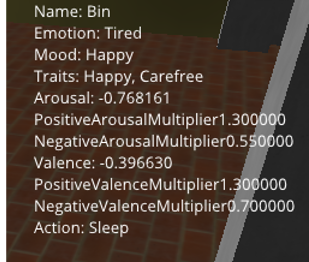 Name: Bin
Emotion: Tired
Mood: Happy
Traits: Happy, Carefree
Arousal: -0.768161
PositiveArousalMultiplier1.300000
NegativeArousalMultiplier0.550000
Valence: -0.396630
PositiveValenceMultiplier1.300000
NegativeValenceMultiplier0.700000
Action: Sleep